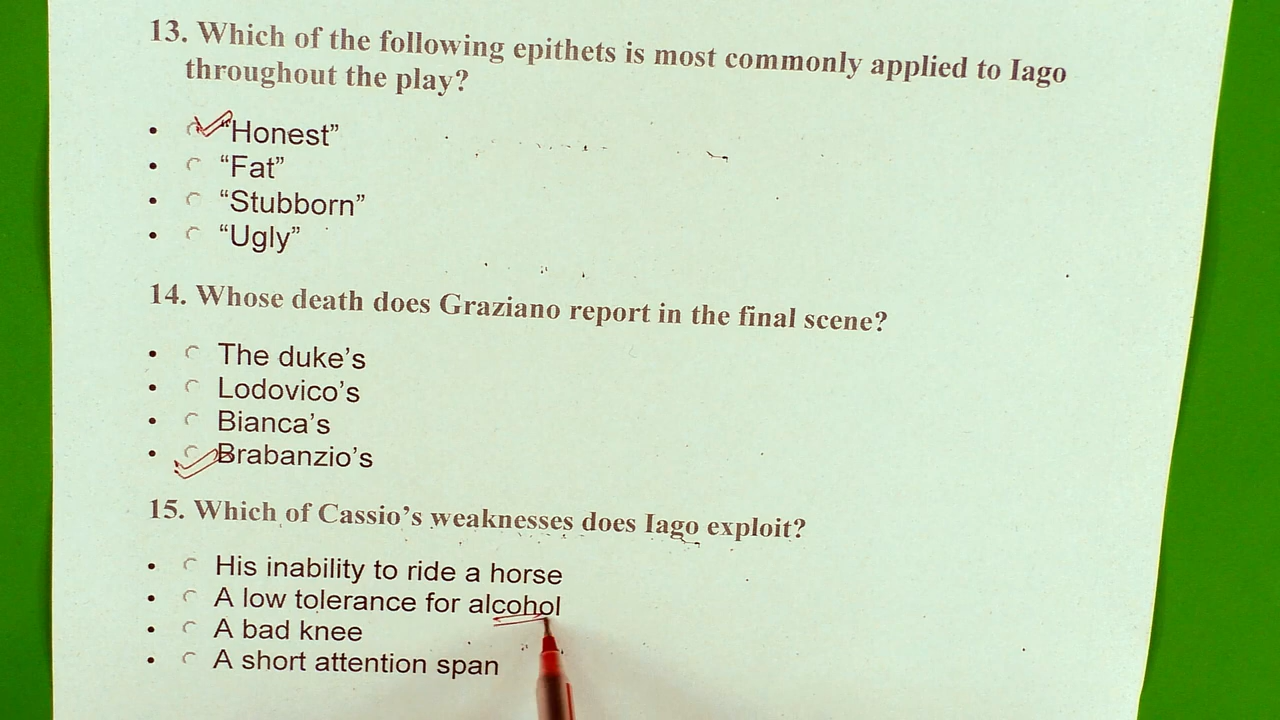 13. Which of the following epithets is most commonly applied to Iago
throughout the play?
• "Honest"
• "Fat"
• "Stubborn"
• "Ugly"
14. Whose death does Graziano report in the final scene?
• The duke's
• Lodovico's
• Bianca's
• Brabanzio's
15. Which of Cassio's weaknesses does Iago exploit?
• His inability to ride a horse
• A low tolerance for alcohol
• A bad knee
• A short attention span